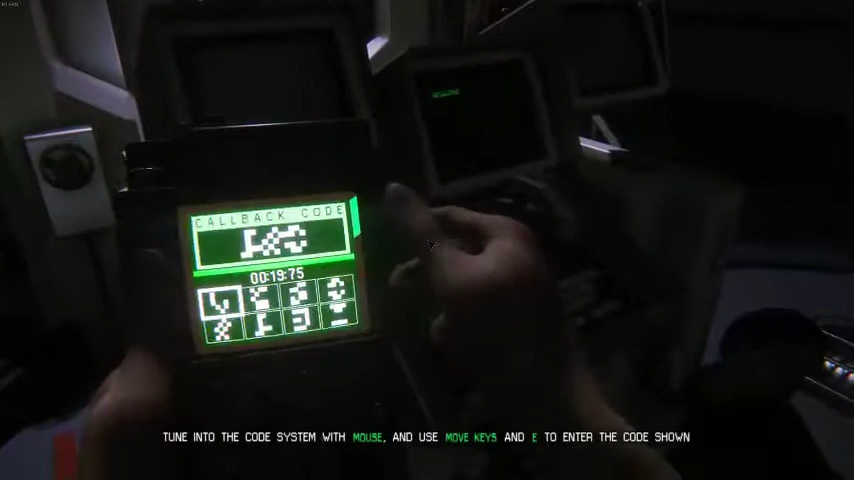 CALLBACK CODE
00:19:75
TUNE INTO THE CODE SYSTEM WITH MOUSE, AND USE MOVE KEYS AND E TO ENTER THE CODE SHOWN